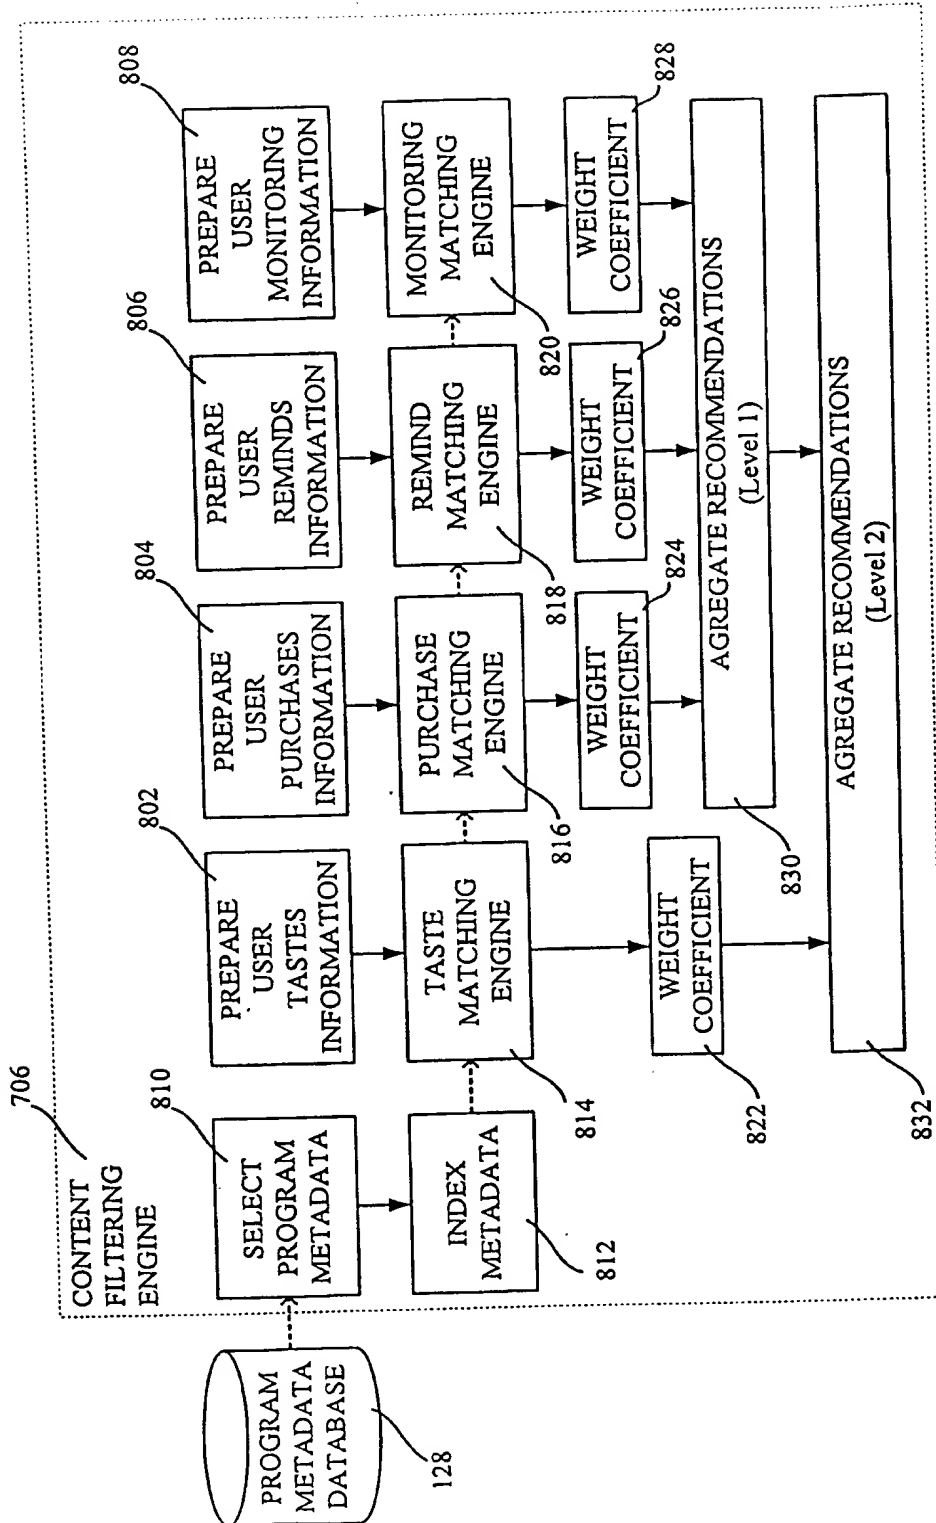 706
CONTENT
FILTERING
ENGINE
PROGRAM
METADATA
DATABASE
128
810
SELECT
PROGRAM
METADATA
INDEX
METADATA
812
802
PREPARE
USER
TASTES
INFORMATION
TASTE
MATCHING
ENGINE
814
WEIGHT
COEFFICIENT
822
804
PREPARE
USER
PURCHASES
INFORMATION
PURCHASE
MATCHING
ENGINE
816
WEIGHT
COEFFICIENT
824
806
PREPARE
USER
REMINDS
INFORMATION
REMIND
MATCHING
ENGINE
818
WEIGHT
COEFFICIENT
826
808
PREPARE
USER
MONITORING
INFORMATION
MONITORING
MATCHING
ENGINE
820
WEIGHT
COEFFICIENT
828
AGREGATE RECOMMENDATIONS
(Level 1)
830
AGREGATE RECOMMENDATIONS
(Level 2)
832